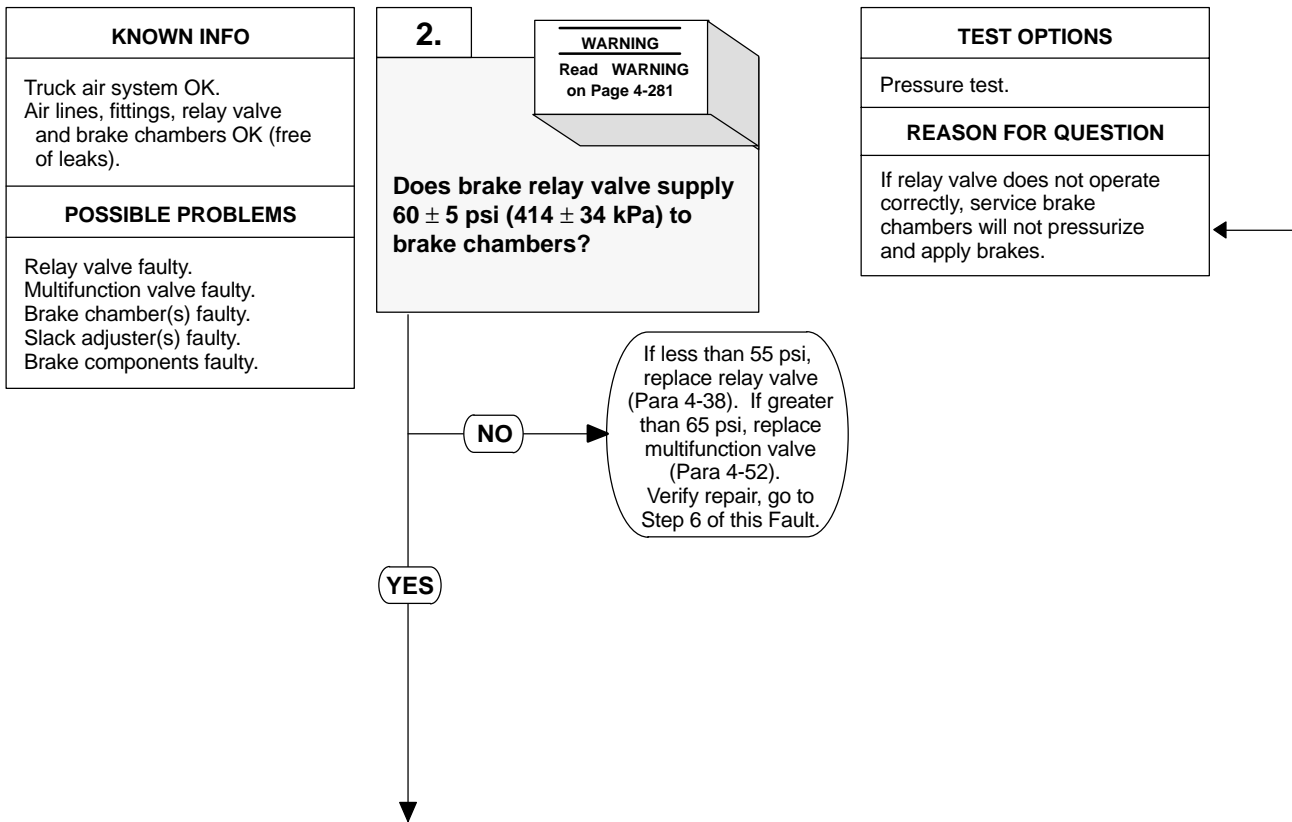 KNOWN INFO
Truck air system OK.
Air lines, fittings, relay valve
and brake chambers OK (free
of leaks).
POSSIBLE PROBLEMS
Relay valve faulty.
Multifunction valve faulty.
Brake chamber(s) faulty.
Slack adjuster(s) faulty.
Brake components faulty.
2.
WARNING
Read WARNING
on Page 4-281
Does brake relay valve supply
60 ± 5 psi (414 ± 34 kPa) to
brake chambers?
TEST OPTIONS
Pressure test.
REASON FOR QUESTION
If relay valve does not operate
correctly, service brake
chambers will not pressurize
and apply brakes.
NO
If less than 55 psi,
replace relay valve
(Para 4-38). If greater
than 65 psi, replace
multifunction valve
(Para 4-52).
Verify repair, go to
Step 6 of this Fault.
YES